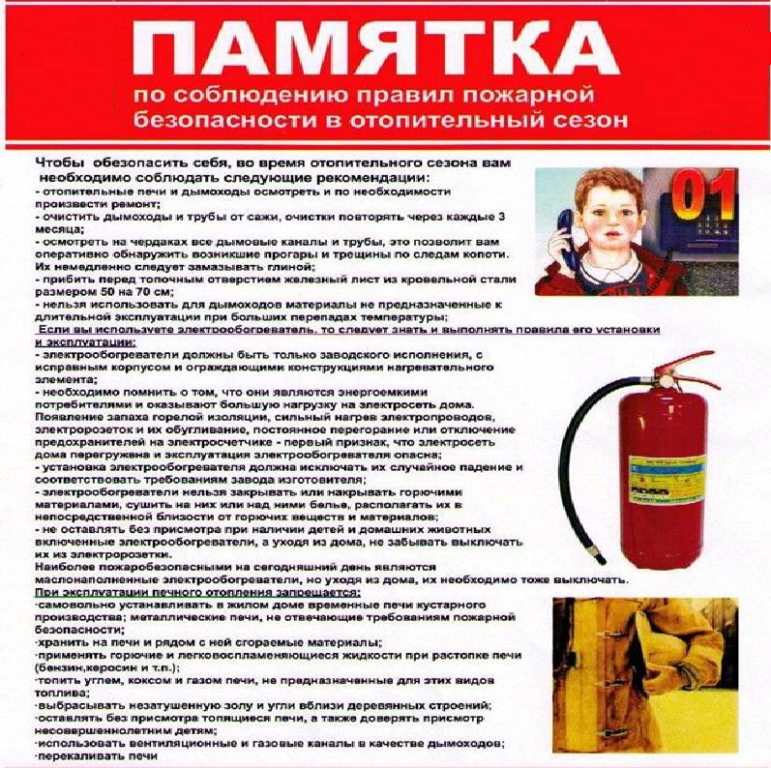 ПАМЯТКА
по соблюдению правил пожарной
безопасности в отопительный сезон
Чтобы обезопасить себя, во время отопительного сезона вам
необходимо соблюдать следующие рекомендации:
- отопительные печи и дымоходы осмотреть и по необходимости
произвести ремонт;
- очистить дымоходы и трубы от сажи, очистки повторять через каждые 3
месяца;
- осмотреть на чердаках все дымовые каналы и трубы, это позволит вам
оперативно обнаружить возникшие прогары и трещины по следам копоти.
Их немедленно следует замазывать глиной;
- прибить перед топочным отверстием железный лист из кровельной стали
размером 50 на 70 см;
- нельзя использовать для дымоходов материалы не предназначенные к
длительной эксплуатации при больших перепадах температуры;
Если вы используете электрообогреватель, то следует знать и выполнять правила его установки
и эксплуатации:
- электрообогреватели должны быть только заводского исполнения, с
исправным корпусом и ограждающими конструкциями нагревательного
элемента;
- необходимо помнить о том, что они являются энергоемкими
потребителями и оказывают большую нагрузку на электросеть дома.
Появление запаха горелой изоляции, сильный нагрев электропроводов,
электророзеток и их обугливание, постоянное перегорание или отключение
предохранителей на электросчетчике - первый признак, что электросеть
дома перегружена и эксплуатация электрообогревателя опасна;
- установка электрообогревателя должна исключать их случайное падение и
соответствовать требованиям завода изготовителя;
- электрообогреватели нельзя закрывать или накрывать горючими
материалами, сушить на них или над ними белье, располагать их в
непосредственной близости от горючих веществ и материалов;
- не оставлять без присмотра при наличии детей и домашних животных
включенные электрообогреватели, а уходя из дома, не забывать выключать
их из электророзетки.
Наиболее пожаробезопасными на сегодняшний день являются
маслонаполненные электрообогреватели, но уходя из дома, их необходимо тоже выключать.
При эксплуатации печного отопления запрещается:
·самовольно устанавливать в жилом доме временные печи кустарного
производства; металлические печи, не отвечающие требованиям пожарной
безопасности;
·хранить на печи и рядом с ней сгораемые материалы;
·применять горючие и легковоспламеняющиеся жидкости при растопке печи
(бензин,керосин и т.п.);
·топить углем, коксом и газом печи, не предназначенные для этих видов
топлива;
·выбрасывать незатушенную золу и угли вблизи деревянных строений;
·оставлять без присмотра топящиеся печи, а также доверять присмотр
несовершеннолетним детям;
·использовать вентиляционные и газовые каналы в качестве дымоходов;
·перекаливать печи
01